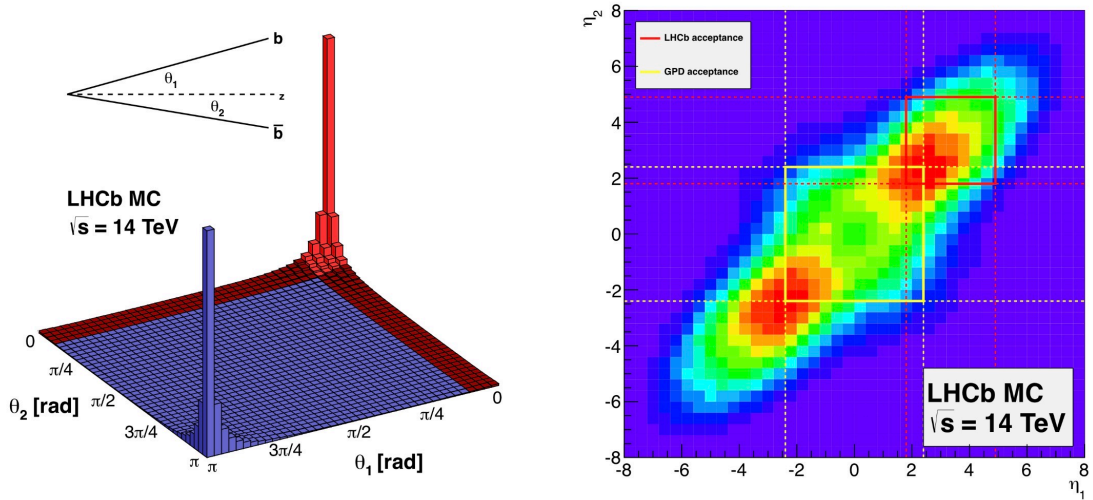 b
θ1
z
θ2
b̅
LHCb MC
√s = 14 TeV
0
π/4
π/2
3π/4
π
θ2 [rad]
π
3π/4
π/2
π/4
0
θ1 [rad]
η2
8
6
4
2
0
-2
-4
-6
-8
LHCb acceptance
GPD acceptance
LHCb MC
√s = 14 TeV
-8 -6 -4 -2 0 2 4 6 8
η1